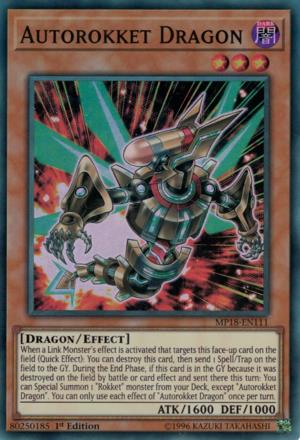 AUTOROKKET DRAGON
DARK
闇
MP18-EN111
[DRAGON/EFFECT]
When a Link Monster's effect is activated that targets this face-up card on the
field (Quick Effect): You can destroy this card, then send 1 Spell/Trap on the
field to the GY. During the End Phase, if this card is in the GY because it was
destroyed on the field by battle or card effect and sent there this turn: You
can Special Summon 1 "Rokket" monster from your Deck, except "Autorokket
Dragon". You can only use each effect of "Autorokket Dragon" once per turn.
ATK/1600 DEF/1000
80250185 1st Edition
©1996 KAZUKI TAKAHASHI